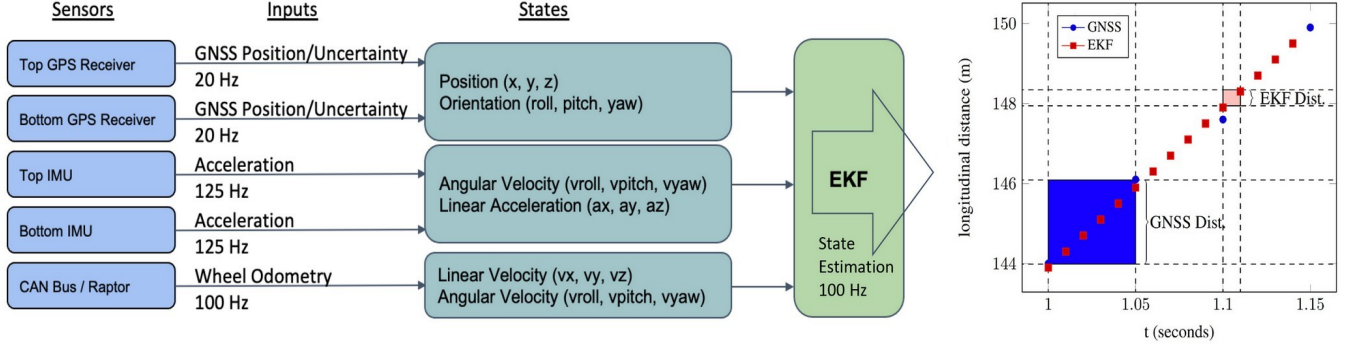 Sensors
Inputs
States
Top GPS Receiver
GNSS Position/Uncertainty
20 Hz
Bottom GPS Receiver
GNSS Position/Uncertainty
20 Hz
Position (x, y, z)
Orientation (roll, pitch, yaw)
Top IMU
Acceleration
125 Hz
Bottom IMU
Acceleration
125 Hz
Angular Velocity (vroll, vpitch, vyaw)
Linear Acceleration (ax, ay, az)
CAN Bus / Raptor
Wheel Odometry
100 Hz
Linear Velocity (vx, vy, vz)
Angular Velocity (vroll, vpitch, vyaw)
EKF
State
Estimation
100 Hz
longitudinal distance (m)
150
148
146
144
GNSS
EKF
EKF Dist.
GNSS Dist.
1
1.05
1.1
1.15
t (seconds)